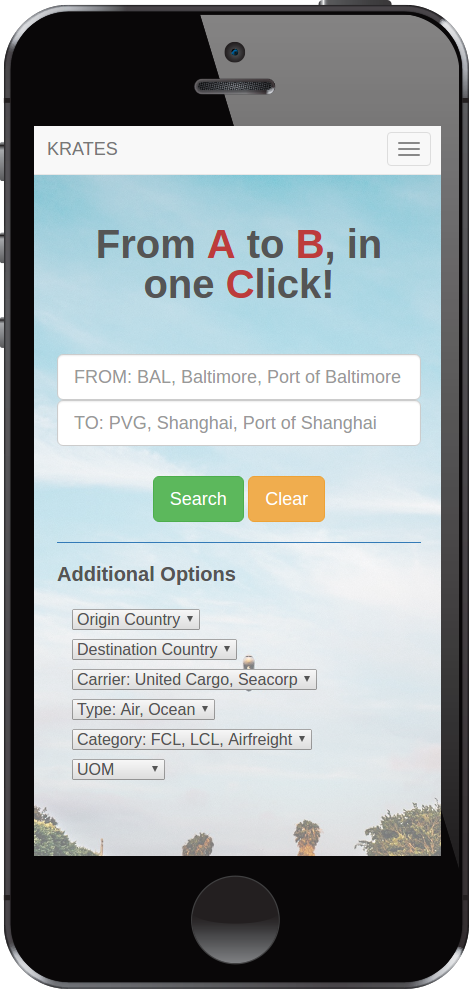 KRATES
From A to B, in
one Click!
FROM: BAL, Baltimore, Port of Baltimore
TO: PVG, Shanghai, Port of Shanghai
Search Clear
Additional Options
Origin Country
Destination Country
Carrier: United Cargo, Seacorp
Type: Air, Ocean
Category: FCL, LCL, Airfreight
UOM